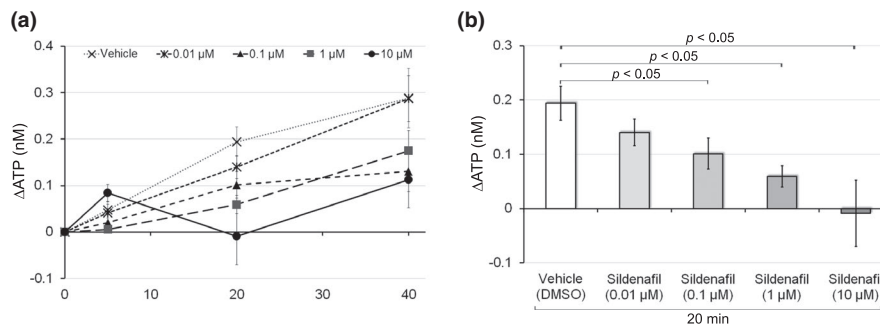 (a)
Vehicle 0.01 µM 0.1 µM 1 µM 10 µM
0.4
0.3
0.2
0.1
0
-0.1
ΔATP (nM)
0 10 20 30 40
(b)
p < 0.05
p < 0.05
p < 0.05
0.3
0.2
0.1
0
-0.1
ΔATP (nM)
Vehicle Sildenafil Sildenafil Sildenafil Sildenafi
(DMSO) (0.01 µM) (0.1 µM) (1 µM) (10 µM)
20 min